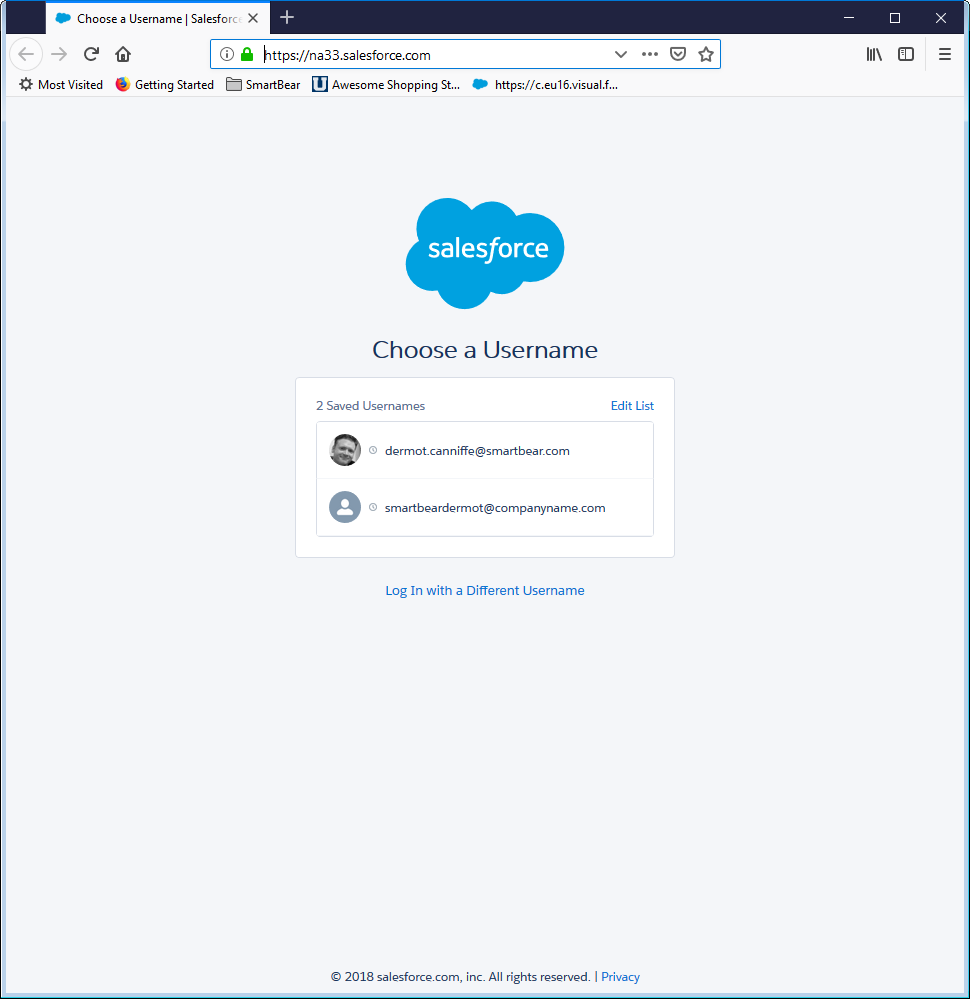 Choose a Username | Salesforce
https://na33.salesforce.com
Most Visited Getting Started SmartBear Awesome Shopping St... https://c.eu16.visual.f...
salesforce
Choose a Username
2 Saved Usernames Edit List
dermot.canniffe@smartbear.com
smartbeardermot@companyname.com
Log In with a Different Username
© 2018 salesforce.com, inc. All rights reserved. | Privacy